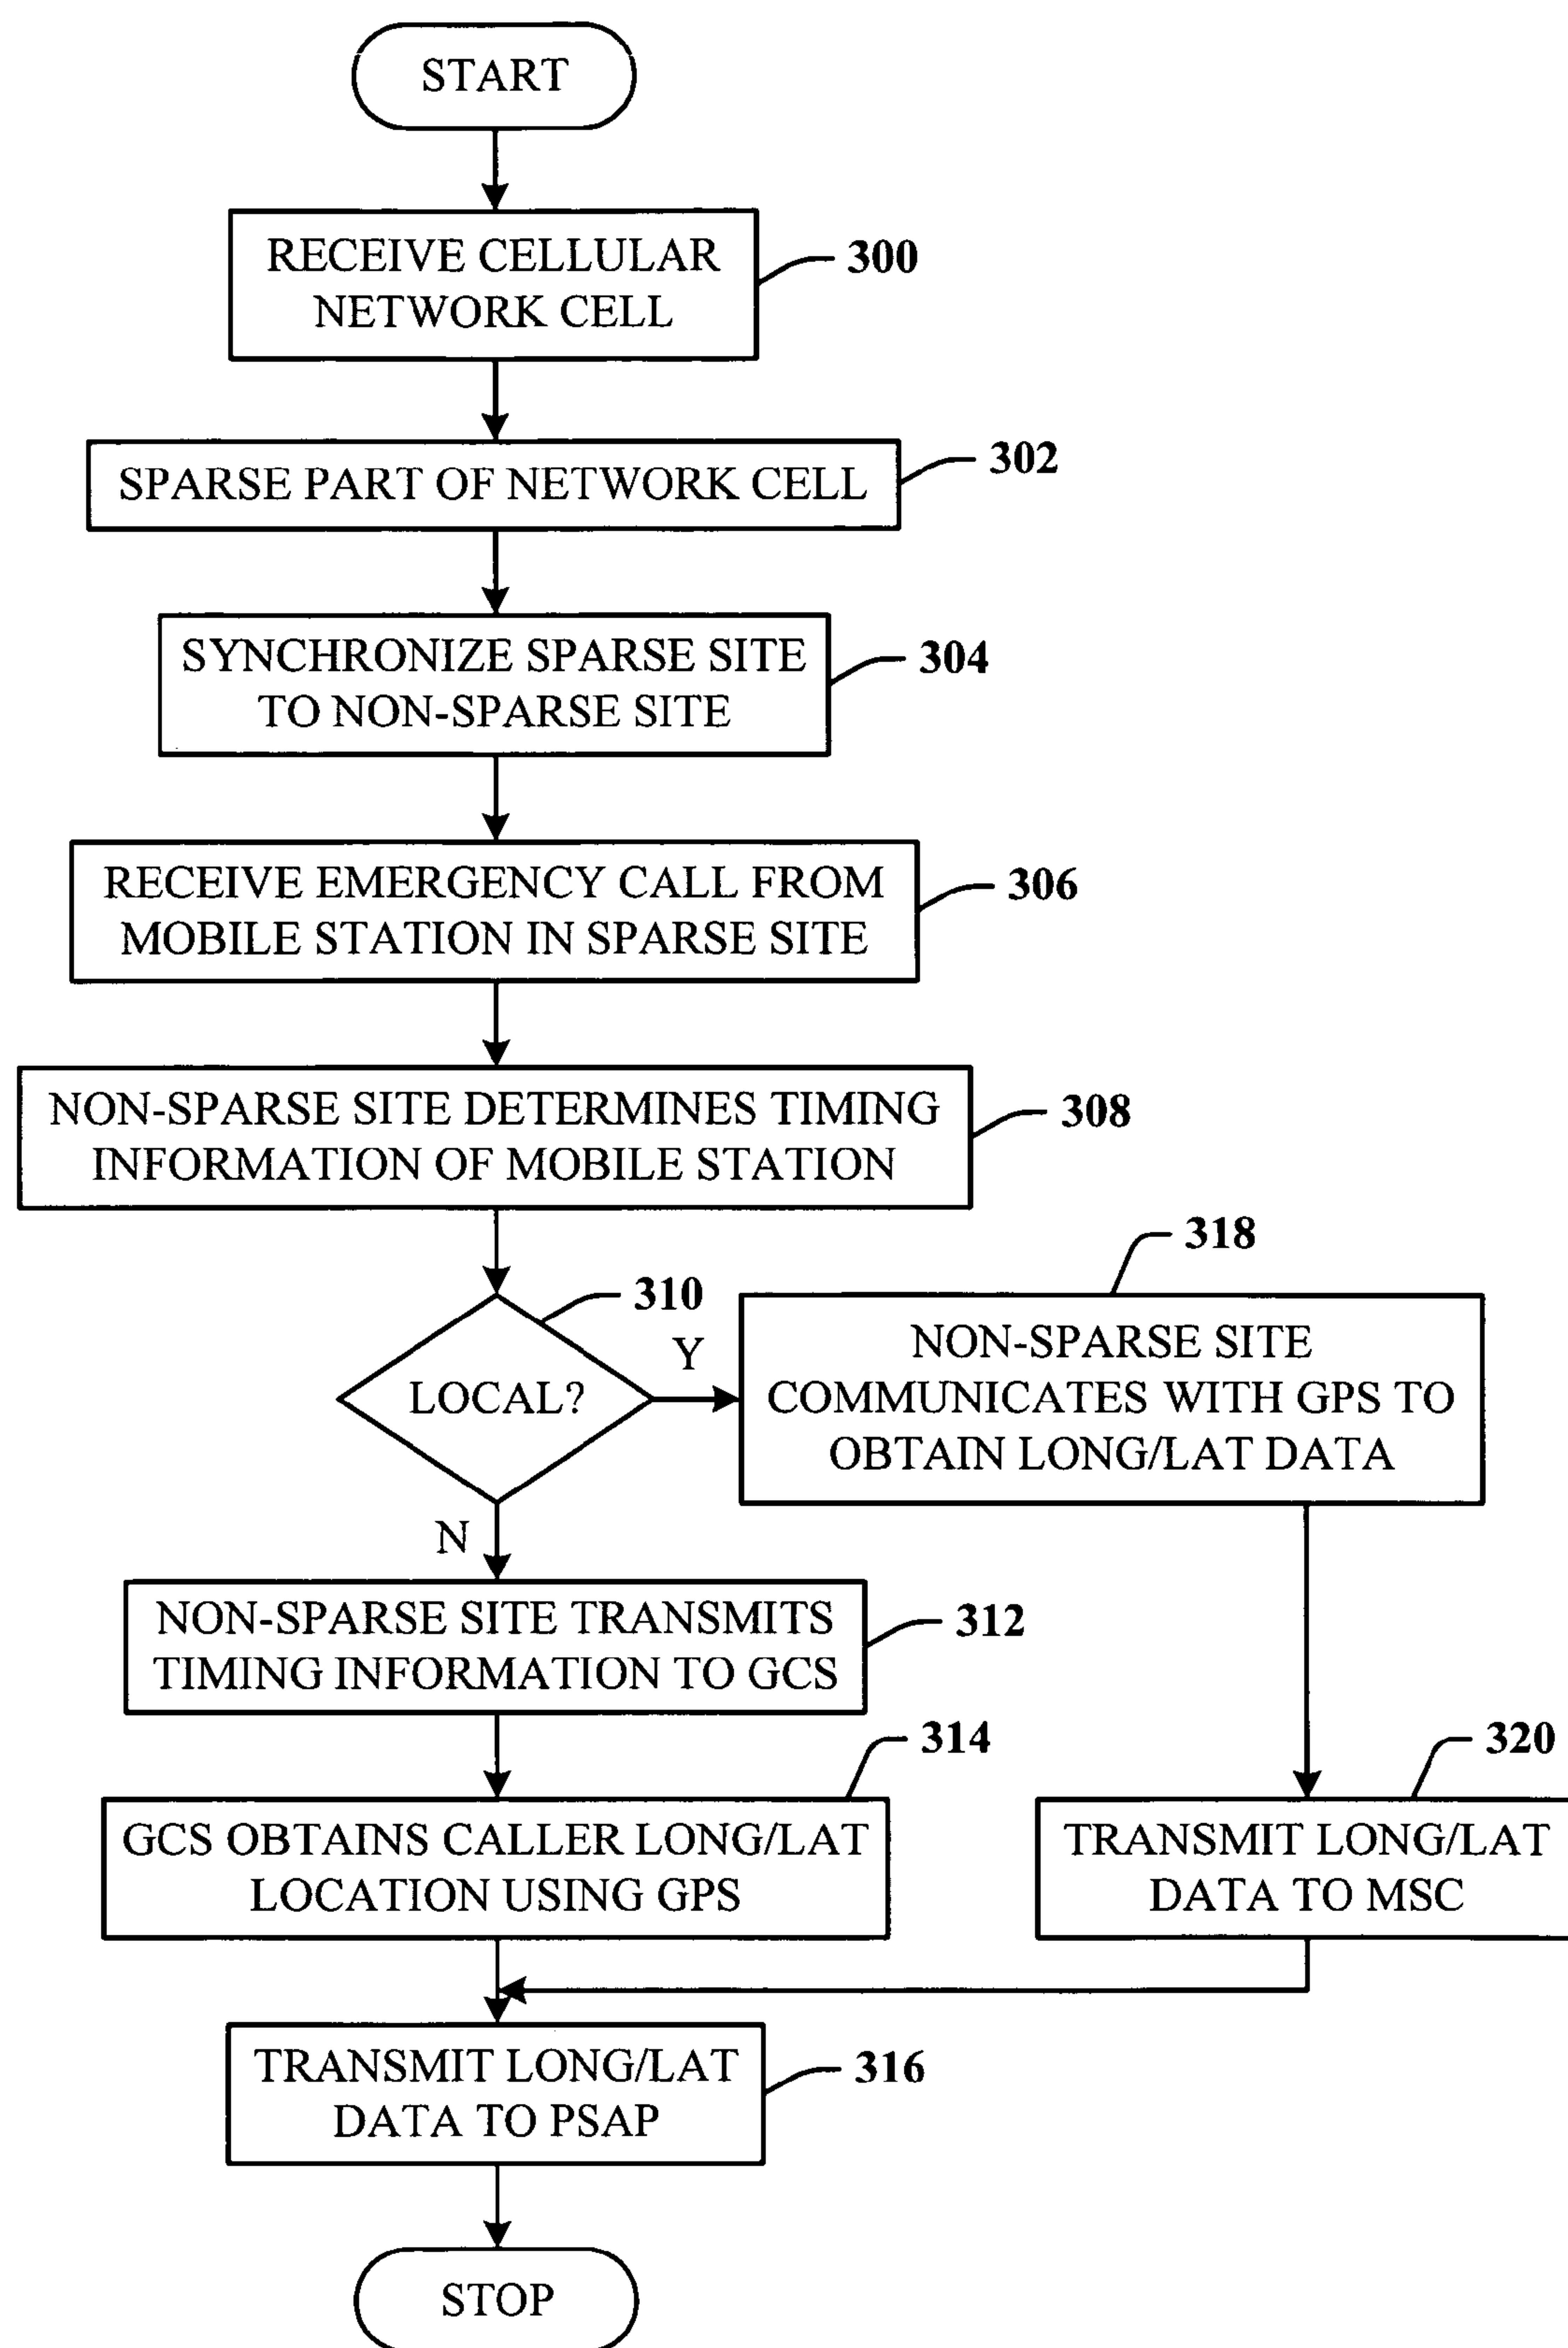 START
RECEIVE CELLULAR
NETWORK CELL
300
SPARSE PART OF NETWORK CELL
302
SYNCHRONIZE SPARSE SITE
TO NON-SPARSE SITE
304
RECEIVE EMERGENCY CALL FROM
MOBILE STATION IN SPARSE SITE
306
NON-SPARSE SITE DETERMINES TIMING
INFORMATION OF MOBILE STATION
308
310
LOCAL?
Y
318
NON-SPARSE SITE
COMMUNICATES WITH GPS TO
OBTAIN LONG/LAT DATA
N
NON-SPARSE SITE TRANSMITS
TIMING INFORMATION TO GCS
312
314
GCS OBTAINS CALLER LONG/LAT
LOCATION USING GPS
320
TRANSMIT LONG/LAT
DATA TO MSC
TRANSMIT LONG/LAT
DATA TO PSAP
316
STOP